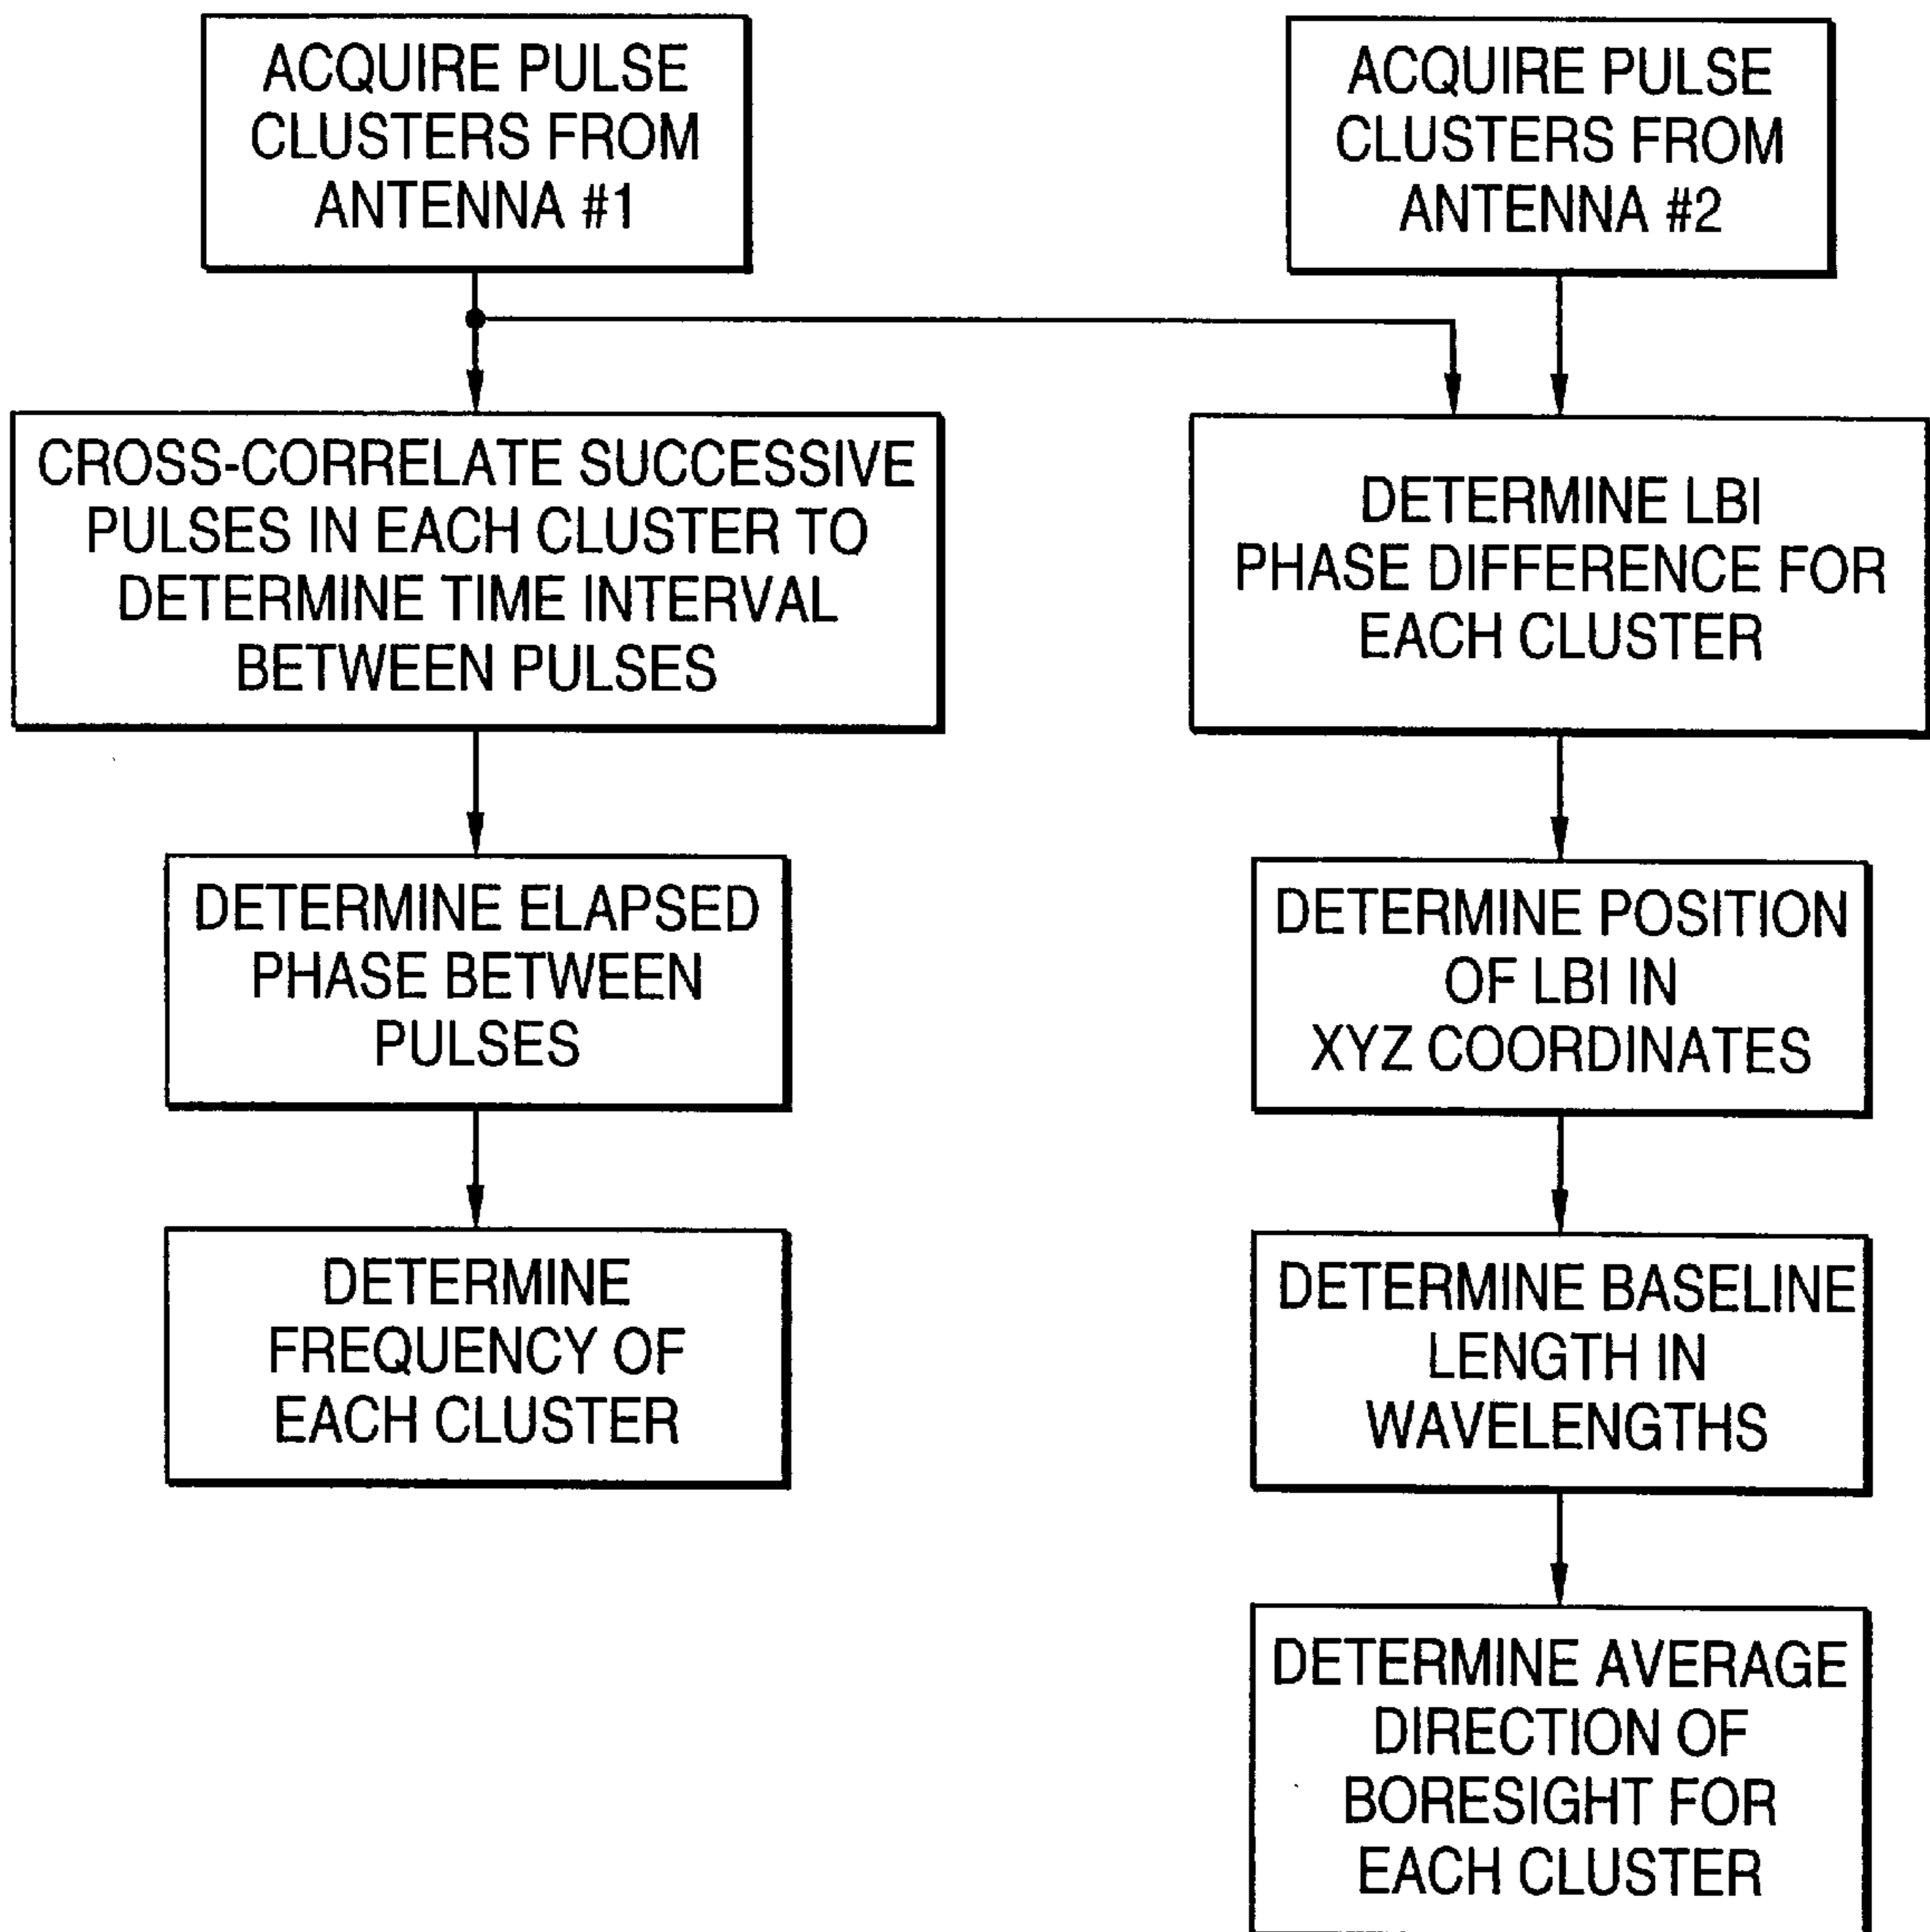 ACQUIRE PULSE
CLUSTERS FROM
ANTENNA #1
ACQUIRE PULSE
CLUSTERS FROM
ANTENNA #2
CROSS-CORRELATE SUCCESSIVE
PULSES IN EACH CLUSTER TO
DETERMINE TIME INTERVAL
BETWEEN PULSES
DETERMINE LBI
PHASE DIFFERENCE FOR
EACH CLUSTER
DETERMINE ELAPSED
PHASE BETWEEN
PULSES
DETERMINE POSITION
OF LBI IN
XYZ COORDINATES
DETERMINE
FREQUENCY OF
EACH CLUSTER
DETERMINE BASELINE
LENGTH IN
WAVELENGTHS
DETERMINE AVERAGE
DIRECTION OF
BORESIGHT FOR
EACH CLUSTER